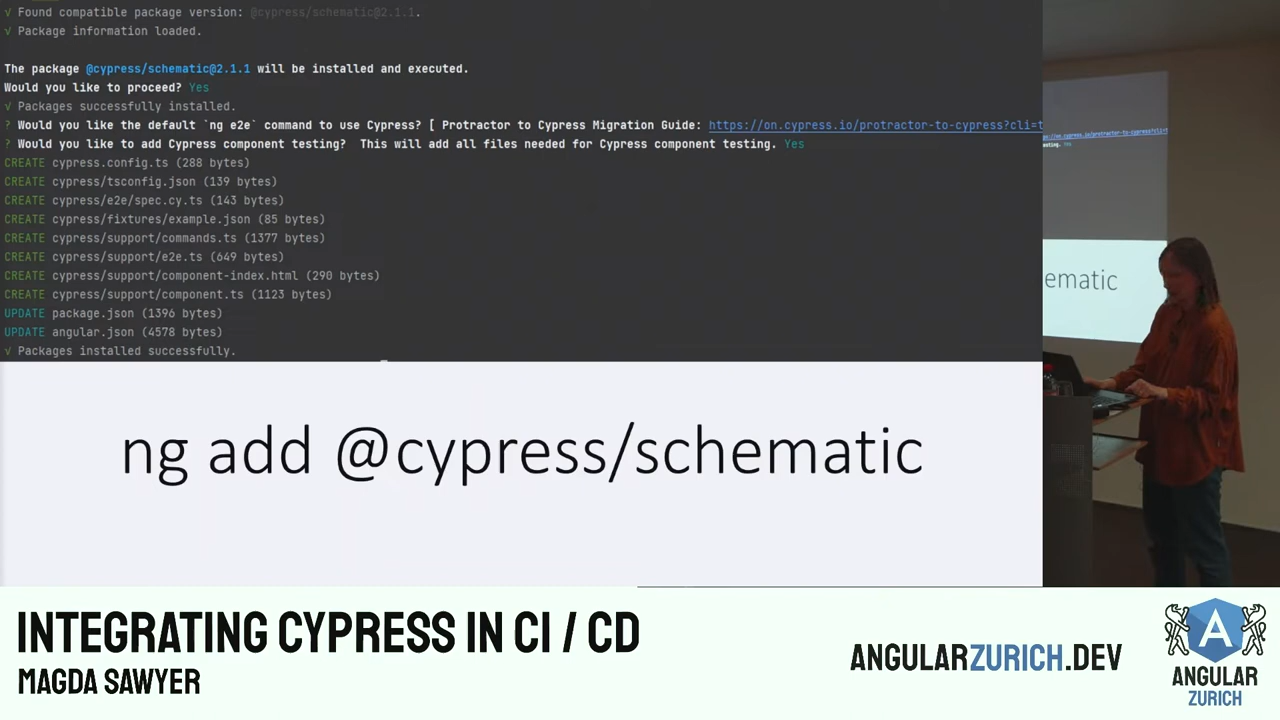 √ Found compatible package version: @cypress/schematic@2.1.1.
√ Package information loaded.
The package @cypress/schematic@2.1.1 will be installed and executed.
Would you like to proceed? Yes
√ Packages successfully installed.
? Would you like the default `ng e2e` command to use Cypress? [ Protractor to Cypress Migration Guide: https://on.cypress.io/protractor-to-cypress?cli=t
? Would you like to add Cypress component testing?  This will add all files needed for Cypress component testing. Yes
CREATE cypress.config.ts (288 bytes)
CREATE cypress/tsconfig.json (139 bytes)
CREATE cypress/e2e/spec.cy.ts (143 bytes)
CREATE cypress/fixtures/example.json (85 bytes)
CREATE cypress/support/commands.ts (1377 bytes)
CREATE cypress/support/e2e.ts (649 bytes)
CREATE cypress/support/component-index.html (290 bytes)
CREATE cypress/support/component.ts (1123 bytes)
UPDATE package.json (1396 bytes)
UPDATE angular.json (4578 bytes)
√ Packages installed successfully.
ng add @cypress/schematic
ematic
INTEGRATING CYPRESS IN CI / CD
MAGDA SAWYER
ANGULARZURICH.DEV
A
ANGULAR
ZURICH